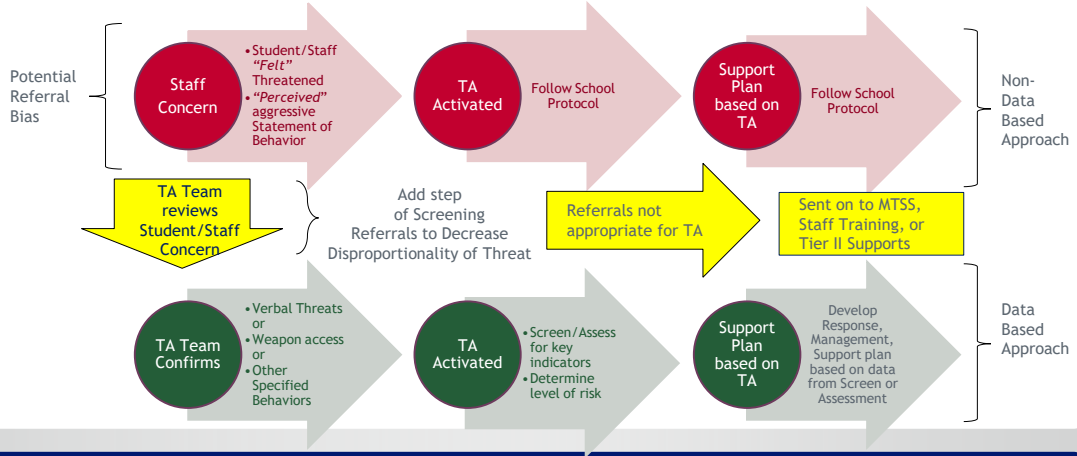 Potential
Referral
Bias
Staff
Concern
•Student/Staff
“Felt”
Threatened
•“Perceived”
aggressive
Statement of
Behavior
TA
Activated
Follow School
Protocol
Support
Plan
based on
TA
Follow School
Protocol
Non-
Data
Based
Approach
TA Team
reviews
Student/Staff
Concern
Add step
of Screening
Referrals to Decrease
Disproportionality of Threat
Referrals not
appropriate for TA
Sent on to MTSS,
Staff Training, or
Tier II Supports
TA Team
Confirms
•Verbal Threats
or
•Weapon access
or
•Other
Specified
Behaviors
TA
Activated
•Screen/Assess
for key
indicators
•Determine
level of risk
Support
Plan
based on
TA
Develop
Response,
Management,
Support plan
based on data
from Screen or
Assessment
Data
Based
Approach